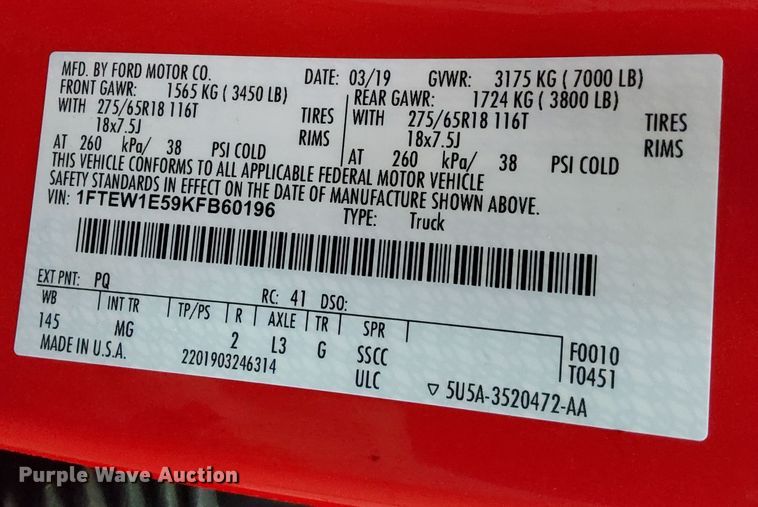 MFD. BY FORD MOTOR CO. DATE: 03/19 GVWR: 3175 KG ( 7000 LB)
FRONT GAWR: 1565 KG ( 3450 LB) REAR GAWR: 1724 KG ( 3800 LB)
WITH 275/65R18 116T TIRES WITH 275/65R18 116T TIRES
18x7.5J RIMS 18x7.5J RIMS
AT 260 kPa/ 38 PSI COLD AT 260 kPa/ 38 PSI COLD
THIS VEHICLE CONFORMS TO ALL APPLICABLE FEDERAL MOTOR VEHICLE
SAFETY STANDARDS IN EFFECT ON THE DATE OF MANUFACTURE SHOWN ABOVE.
VIN: 1FTEW1E59KFB60196 TYPE: Truck
EXT PNT: PQ RC: 41 DSO:
WB INT TR TP/PS R AXLE TR SPR
145 MG 2 L3 G SSCC F0010
MADE IN U.S.A. 2201903246314 ULC T0451
5U5A-3520472-AA
Purple Wave Auction